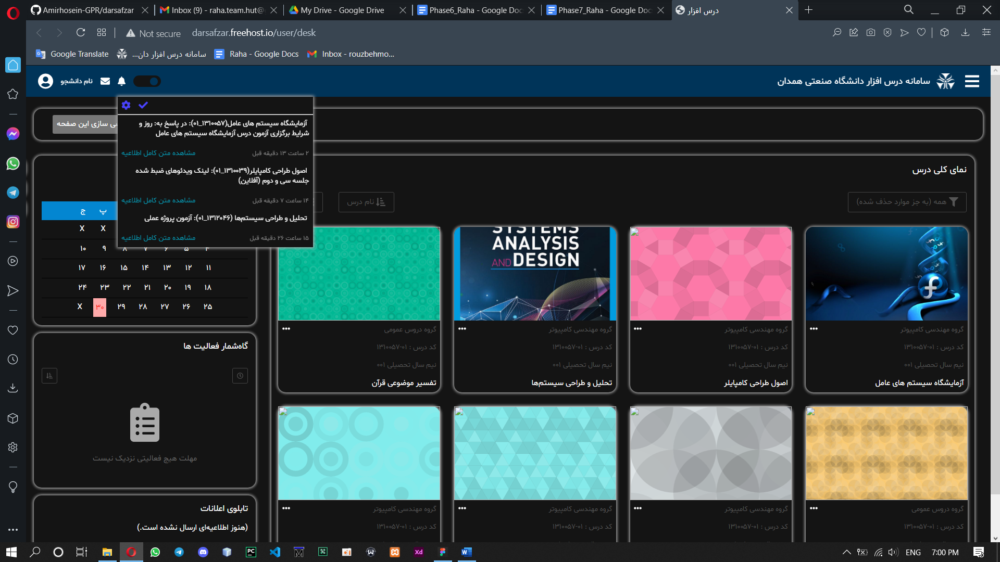 Amirhosein-GPR/darsafzar
Inbox (9) - raha.team.hut@
My Drive - Google Drive
Phase6_Raha - Google Doc
Phase7_Raha - Google Doc
درس افزار
Not secure
darsafzar.freehost.io/user/desk
Google Translate
سامانه درس افزار دان...
Raha - Google Docs
Inbox - rouzbehmo...
سامانه درس افزار دانشگاه صنعتی همدان
نام دانشجو
ی سازی این صفحه
آزمایشگاه سیستم های عامل(۱۳۱۰۰۵۷_۰۱): در پاسخ به: روز و
شرایط برگزاری آزمون درس آزمایشگاه سیستم های عامل
۲ ساعت ۱۳ دقیقه قبل
مشاهده متن کامل اطلاعیه
اصول طراحی کامپایلر(۱۳۱۰۰۳۹_۰۱): لینک ویدئوهای ضبط شده
جلسه سی و دوم (آفلاین)
۱۴ ساعت ۷ دقیقه قبل
مشاهده متن کامل اطلاعیه
تحلیل و طراحی سیستم‌ها (۱۳۱۲۰۴۶_۰۱): آزمون پروژه عملی
۱۵ ساعت ۲۶ دقیقه قبل
مشاهده متن کامل اطلاعیه
نمای کلی درس
همه (به جز موارد حذف شده)
نام درس
پ ج
X X
۴ ۵ ۶ ۷ ۸ ۹ ۱۰
۱۱ ۱۲ ۱۳ ۱۴ ۱۵ ۱۶ ۱۷
۱۸ ۱۹ ۲۰ ۲۱ ۲۲ ۲۳ ۲۴
۲۵ ۲۶ ۲۷ ۲۸ ۲۹ ۳۰ X
SYSTEMS
ANALYSIS
AND DESIGN
گروه مهندسی کامپیوتر
کد درس : ۰۱-۱۳۱۰۰۵۷
نیم سال تحصیلی ۰۰۱
آزمایشگاه سیستم های عامل
گروه مهندسی کامپیوتر
کد درس : ۰۱-۱۳۱۰۰۵۷
نیم سال تحصیلی ۰۰۱
اصول طراحی کامپایلر
گروه مهندسی کامپیوتر
کد درس : ۰۱-۱۳۱۰۰۵۷
نیم سال تحصیلی ۰۰۱
تحلیل و طراحی سیستم‌ها
گروه دروس عمومی
کد درس : ۰۱-۱۳۱۰۰۵۷
نیم سال تحصیلی ۰۰۱
تفسیر موضوعی قرآن
گاه‌شمار فعالیت ها
مهلت هیچ فعالیتی نزدیک نیست
گروه دروس عمومی
کد درس : ۰۱-۱۳۱۰۰۵۷
گروه مهندسی کامپیوتر
کد درس : ۰۱-۱۳۱۰۰۵۷
گروه مهندسی کامپیوتر
کد درس : ۰۱-۱۳۱۰۰۵۷
گروه مهندسی کامپیوتر
کد درس : ۰۱-۱۳۱۰۰۵۷
تابلوی اعلانات
(هنوز اطلاعیه‌ای ارسال نشده است.)
PC
Xd
ENG
7:00 PM